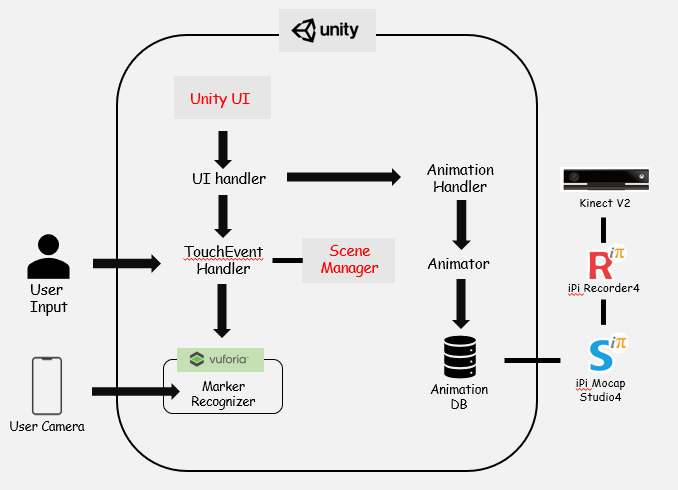 unity
Unity UI
UI handler
Animation
Handler
Kinect V2
TouchEvent
Handler
Scene
Manager
Animator
User
Input
R iπ
iPi Recorder4
vuforia
Marker
Recognizer
S iπ
iPi Mocap
Studio4
Animation
DB
User Camera